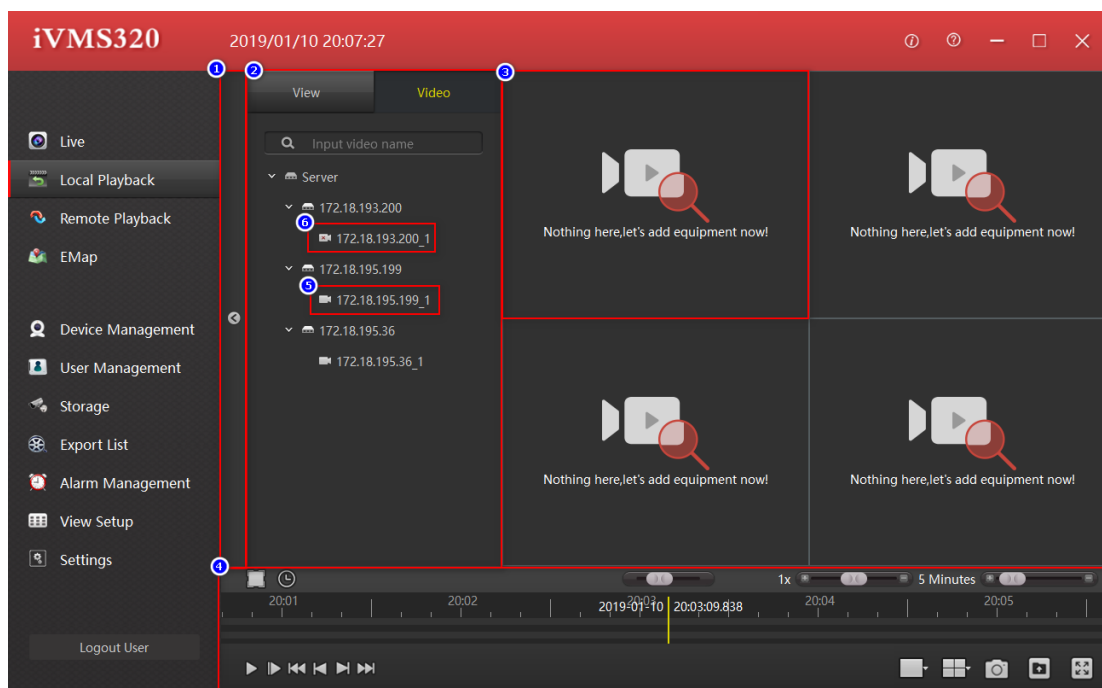 iVMS320
2019/01/10 20:07:27
1
2
3
View
Video
Input video name
Live
Local Playback
Remote Playback
EMap
Device Management
User Management
Storage
Export List
Alarm Management
View Setup
Settings
Logout User
Server
172.18.193.200
6
172.18.193.200_1
172.18.195.199
5
172.18.195.199_1
172.18.195.36
172.18.195.36_1
Nothing here,let's add equipment now!
Nothing here,let's add equipment now!
Nothing here,let's add equipment now!
Nothing here,let's add equipment now!
4
1x
5 Minutes
20:01
20:02
20:03
20:04
20:05
2019-01-10 20:03:09.838